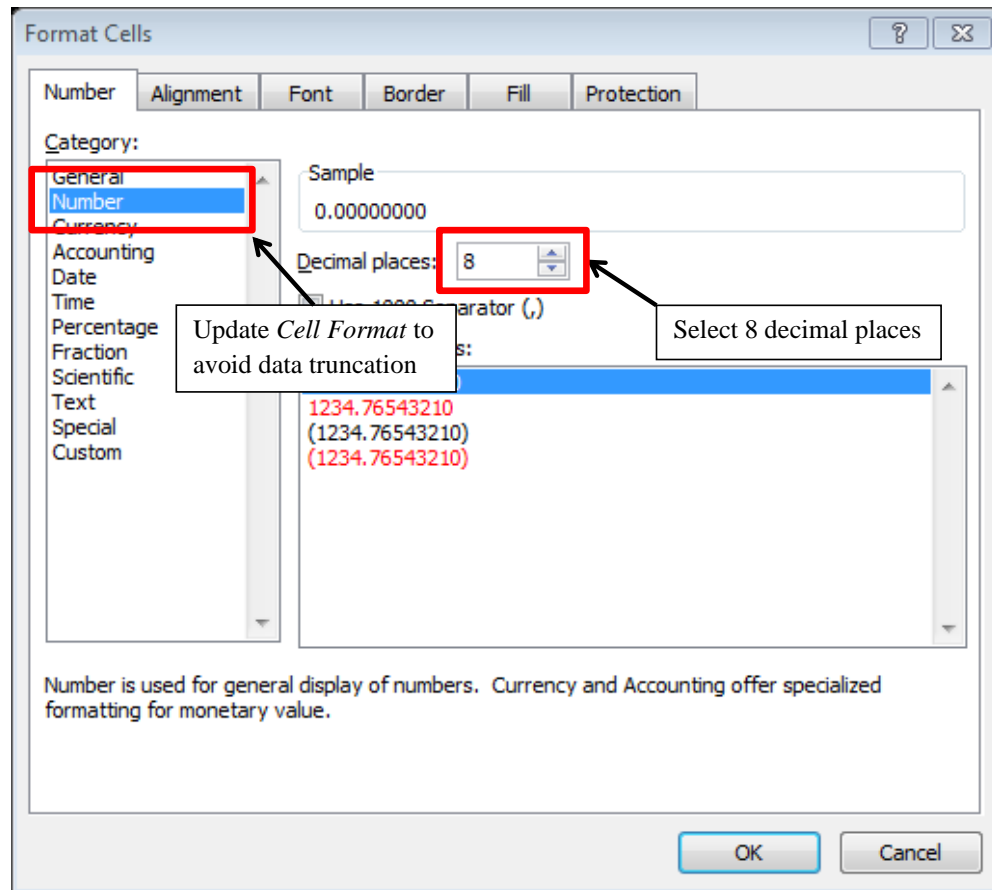 Format Cells
Number Alignment Font Border Fill Protection
Category:
General
Number
Currency
Accounting
Date
Time
Percentage
Fraction
Scientific
Text
Special
Custom
Sample
0.00000000
Decimal places: 8
Use 1000 Separator (,)
Update Cell Format to
avoid data truncation
Select 8 decimal places
1234.76543210
(1234.76543210)
(1234.76543210)
Number is used for general display of numbers. Currency and Accounting offer specialized
formatting for monetary value.
OK Cancel